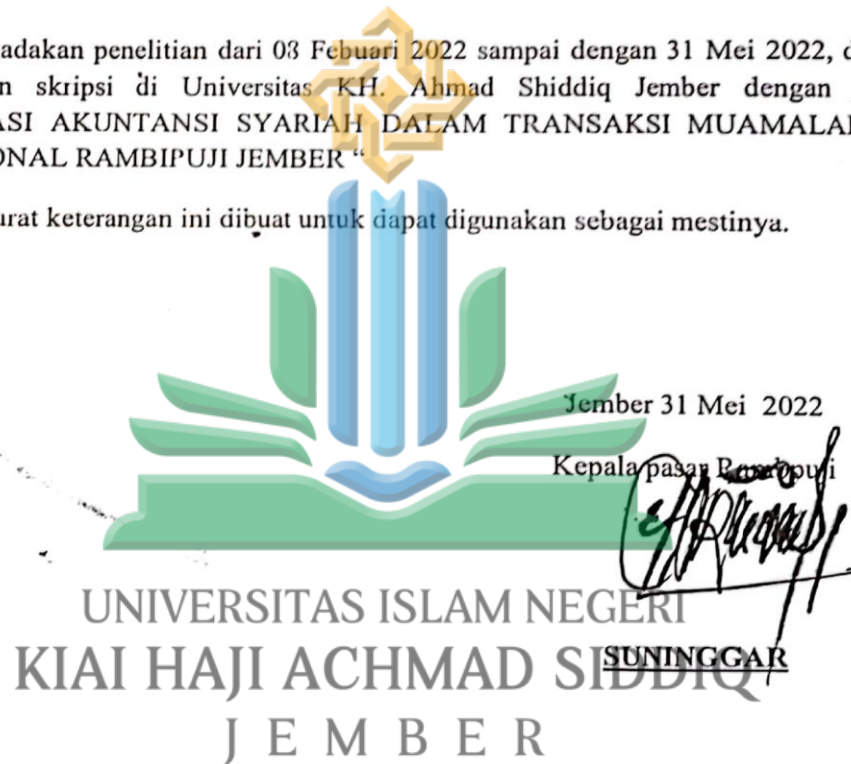 adakan penelitian dari 03 Febuari 2022 sampai dengan 31 Mei 2022, d
n skripsi di Universitas KH. Ahmad Shiddiq Jember dengan
ASI AKUNTANSI SYARIAH DALAM TRANSAKSI MUAMALA
ONAL RAMBIPUJI JEMBER “
urat keterangan ini dibuat untuk dapat digunakan sebagai mestinya.
Jember 31 Mei 2022
Kepala pasar Rambipuji
SUNINGGAR
UNIVERSITAS ISLAM NEGERI
KIAI HAJI ACHMAD SIDDIQ
JEMBER